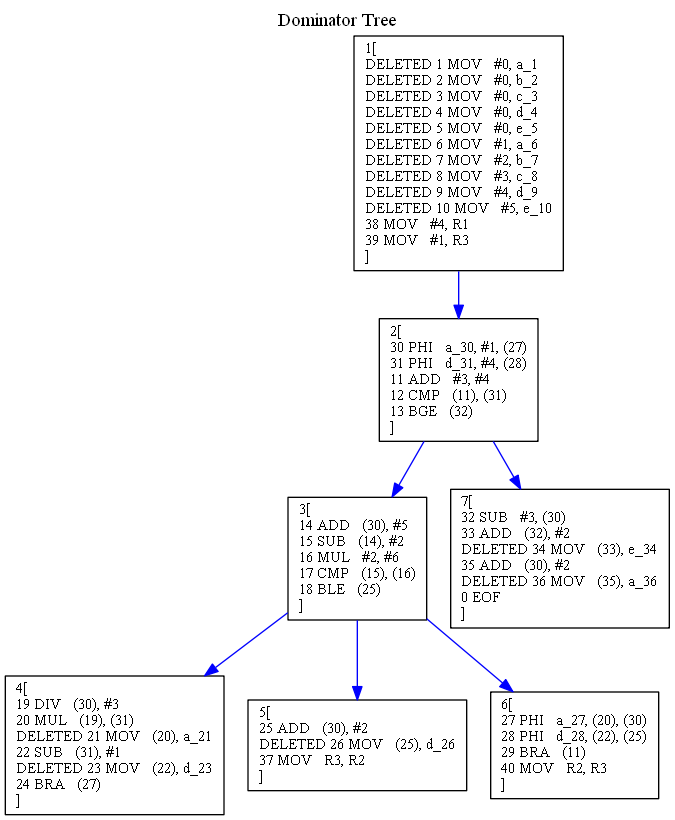 Dominator Tree
1[
DELETED 1 MOV #0, a_1
DELETED 2 MOV #0, b_2
DELETED 3 MOV #0, c_3
DELETED 4 MOV #0, d_4
DELETED 5 MOV #0, e_5
DELETED 6 MOV #1, a_6
DELETED 7 MOV #2, b_7
DELETED 8 MOV #3, c_8
DELETED 9 MOV #4, d_9
DELETED 10 MOV #5, e_10
38 MOV #4, R1
39 MOV #1, R3
]
2[
30 PHI a_30, #1, (27)
31 PHI d_31, #4, (28)
11 ADD #3, #4
12 CMP (11), (31)
13 BGE (32)
]
3[
14 ADD (30), #5
15 SUB (14), #2
16 MUL #2, #6
17 CMP (15), (16)
18 BLE (25)
]
7[
32 SUB #3, (30)
33 ADD (32), #2
DELETED 34 MOV (33), e_34
35 ADD (30), #2
DELETED 36 MOV (35), a_36
0 EOF
]
4[
19 DIV (30), #3
20 MUL (19), (31)
DELETED 21 MOV (20), a_21
22 SUB (31), #1
DELETED 23 MOV (22), d_23
24 BRA (27)
]
5[
25 ADD (30), #2
DELETED 26 MOV (25), d_26
37 MOV R3, R2
]
6[
27 PHI a_27, (20), (30)
28 PHI d_28, (22), (25)
29 BRA (11)
40 MOV R2, R3
]